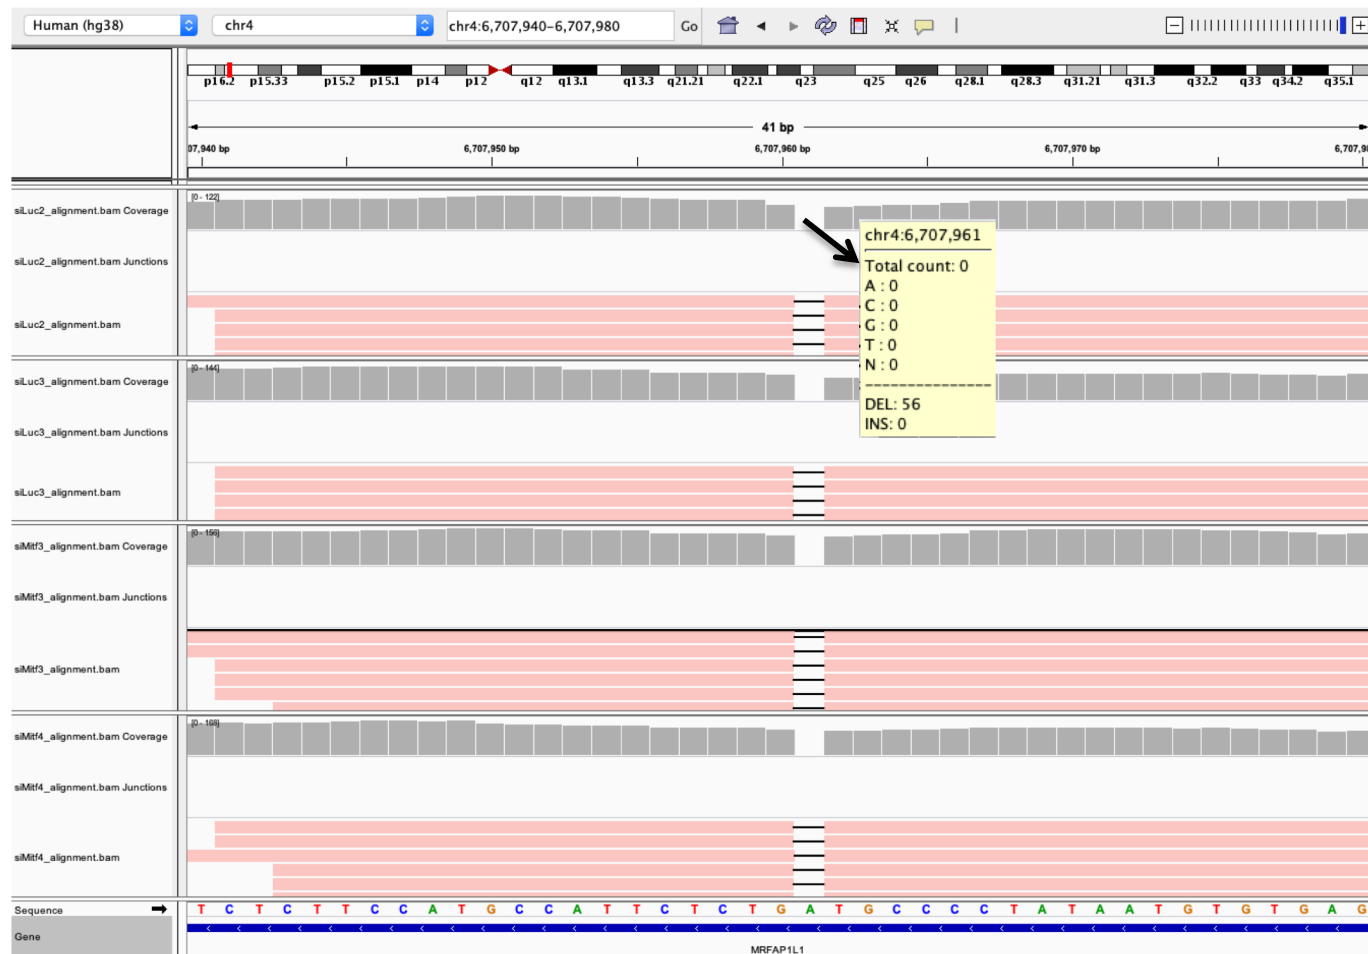 Human (hg38) chr4 chr4:6,707,940-6,707,980 Go
p16.2 p15.33 p15.2 p15.1 p14 p12 q12 q13.1 q13.3 q21.21 q22.1 q23 q25 q26 q28.1 q28.3 q31.21 q31.3 q32.2 q33 q34.2 q35.1
41 bp
07,940 bp 6,707,950 bp 6,707,960 bp 6,707,970 bp 6,707,9
siLuc2_alignment.bam Coverage
[0 - 122]
siLuc2_alignment.bam Junctions
siLuc2_alignment.bam
chr4:6,707,961
Total count: 0
A : 0
C : 0
G : 0
T : 0
N : 0
---------------
DEL: 56
INS: 0
siLuc3_alignment.bam Coverage
[0 - 144]
siLuc3_alignment.bam Junctions
siLuc3_alignment.bam
siMitf3_alignment.bam Coverage
[0 - 156]
siMitf3_alignment.bam Junctions
siMitf3_alignment.bam
siMitf4_alignment.bam Coverage
[0 - 168]
siMitf4_alignment.bam Junctions
siMitf4_alignment.bam
Sequence T C T C T T C C A T G C C A T T C T C T G A T G C C C C T A T A A T G T G T G A G
Gene
MRFAP1L1